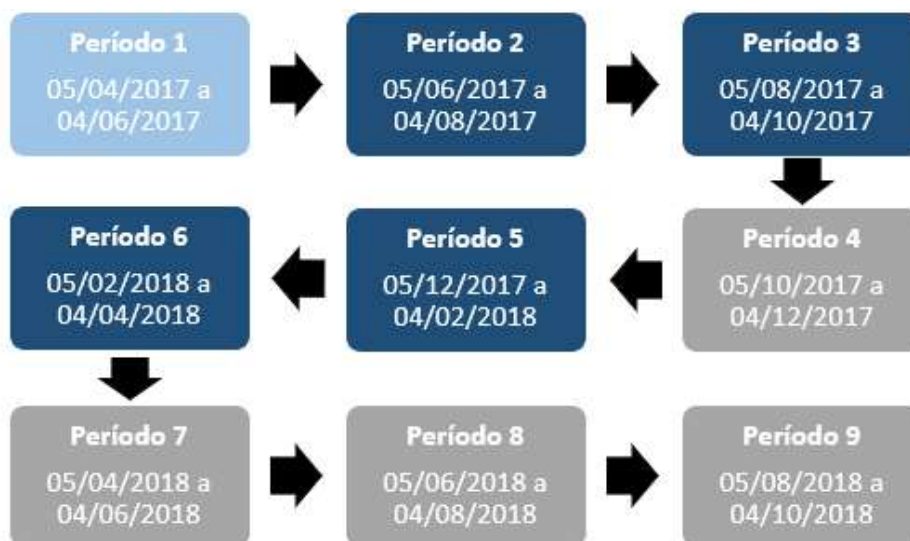 Período 1
05/04/2017 a
04/06/2017
Período 2
05/06/2017 a
04/08/2017
Período 3
05/08/2017 a
04/10/2017
Período 4
05/10/2017 a
04/12/2017
Período 5
05/12/2017 a
04/02/2018
Período 6
05/02/2018 a
04/04/2018
Período 7
05/04/2018 a
04/06/2018
Período 8
05/06/2018 a
04/08/2018
Período 9
05/08/2018 a
04/10/2018